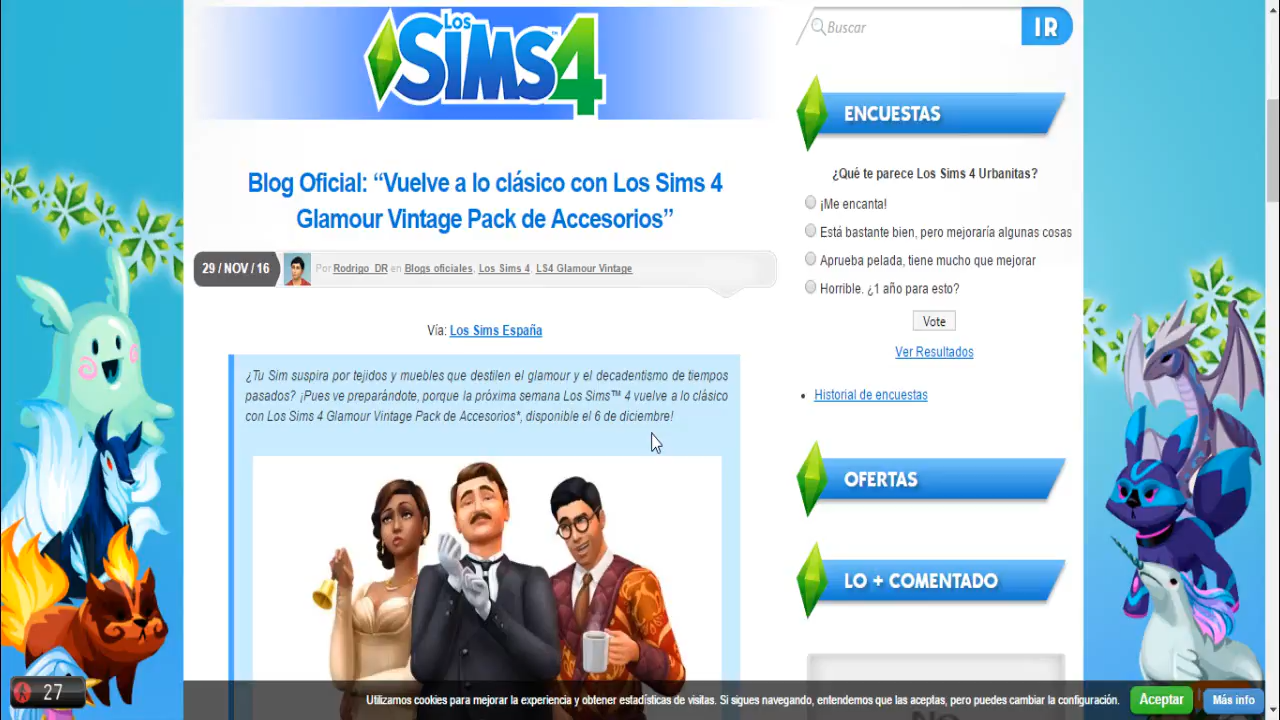 Los
SiMS 4
Blog Oficial: “Vuelve a lo clásico con Los Sims 4
Glamour Vintage Pack de Accesorios”
29 / NOV / 16
Por Rodrigo_DR en Blogs oficiales, Los Sims 4, LS4 Glamour Vintage
Vía: Los Sims España
¿Tu Sim suspira por tejidos y muebles que destilen el glamour y el decadentismo de tiempos
pasados? ¡Pues ve preparándote, porque la próxima semana Los Sims™ 4 vuelve a lo clásico
con Los Sims 4 Glamour Vintage Pack de Accesorios*, disponible el 6 de diciembre!
Buscar
IR
ENCUESTAS
¿Qué te parece Los Sims 4 Urbanitas?
¡Me encanta!
Está bastante bien, pero mejoraría algunas cosas
Aprueba pelada, tiene mucho que mejorar
Horrible. ¿1 año para esto?
Vote
Ver Resultados
Historial de encuestas
OFERTAS
LO + COMENTADO
27
Utilizamos cookies para mejorar la experiencia y obtener estadísticas de visitas. Si sigues navegando, entendemos que las aceptas, pero puedes cambiar la configuración.
Aceptar
Más info